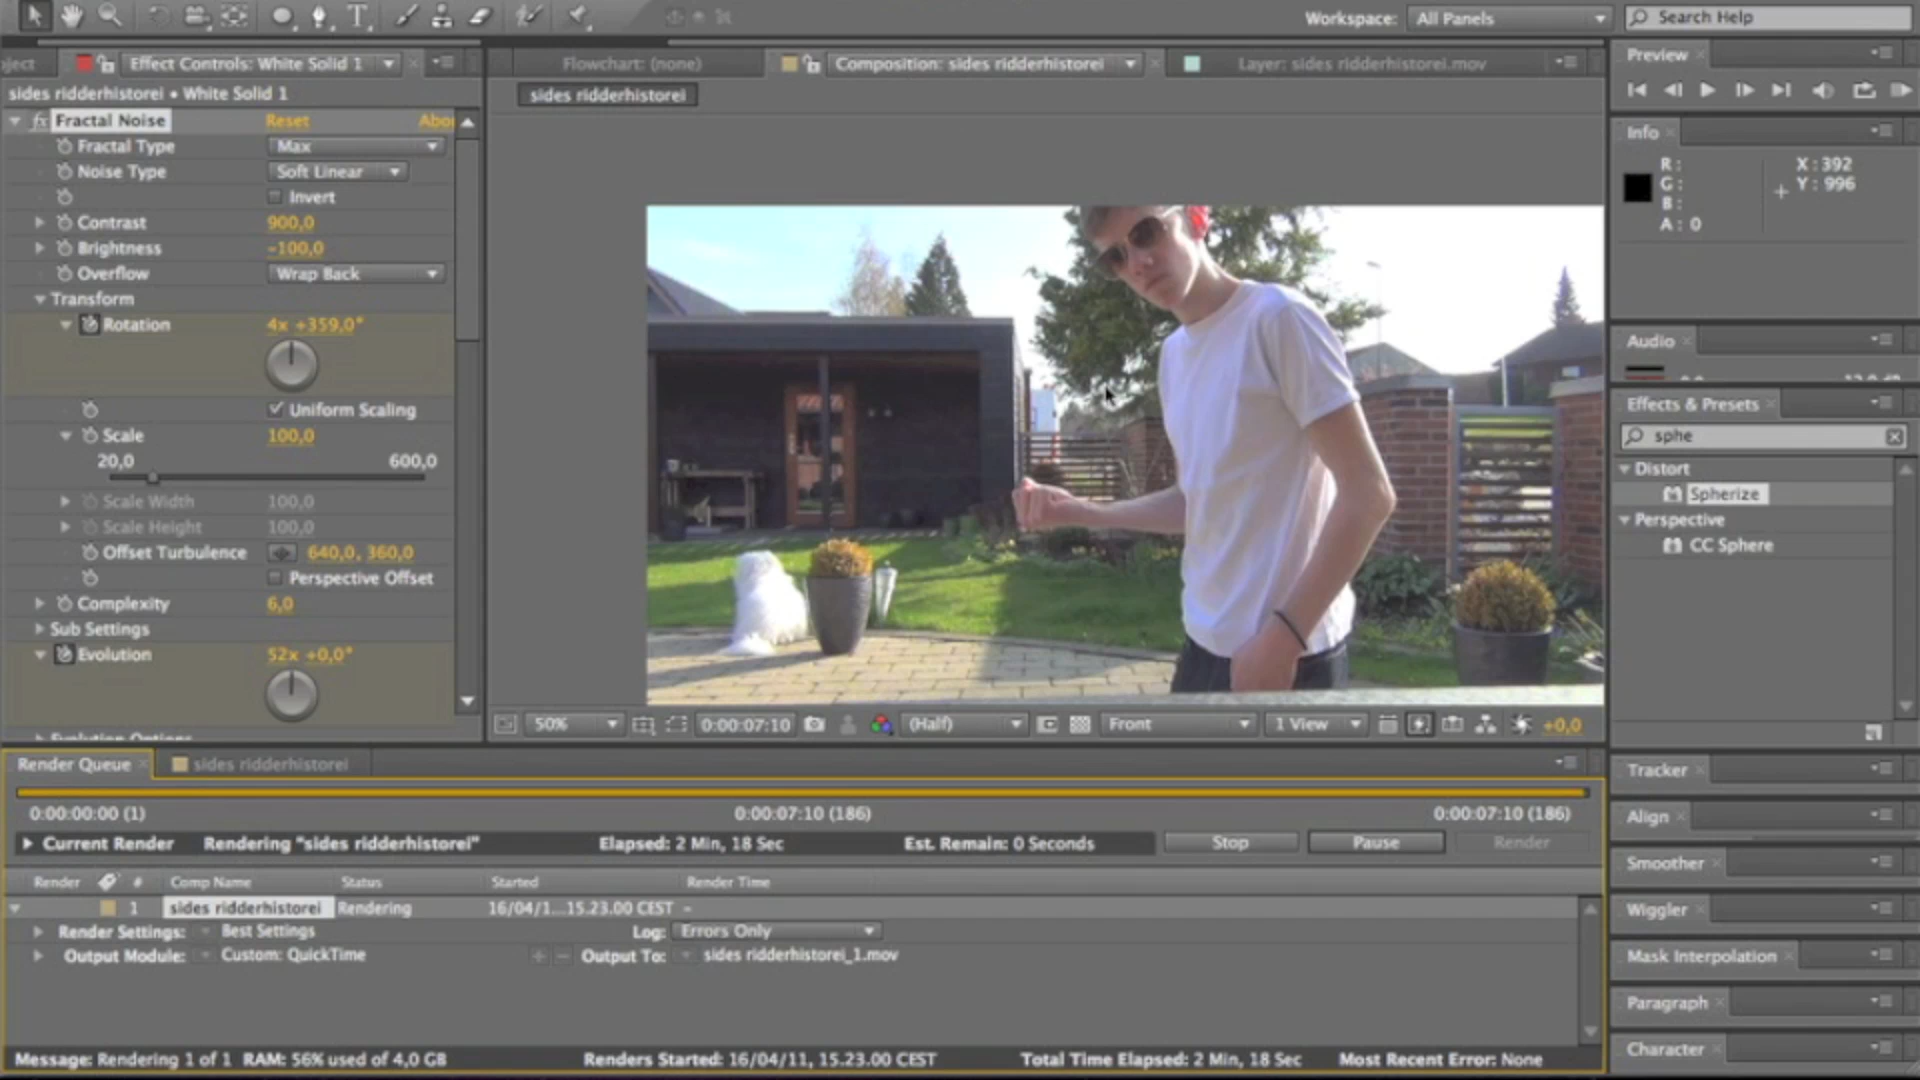 Workspace: All Panels
Search Help
oject
Effect Controls: White Solid 1
Flowchart: (none)
Composition: sides ridderhistorei
Layer: sides ridderhistorei.mov
Preview
sides ridderhistorei • White Solid 1
sides ridderhistorei
fx Fractal Noise Reset Abou
Fractal Type Max
Noise Type Soft Linear
Invert
Contrast 900,0
Brightness -100,0
Overflow Wrap Back
Transform
Rotation 4x +359,0°
Uniform Scaling
Scale 100,0
20,0 600,0
Scale Width 100,0
Scale Height 100,0
Offset Turbulence 640,0, 360,0
Perspective Offset
Complexity 6,0
Sub Settings
Evolution 52x +0,0°
Evolution Options
50%
0:00:07:10
(Half)
Front
1 View
+0,0
Info
R:
G:
B:
A: 0
X: 392
Y: 996
Audio
Effects & Presets
sphe
Distort
Spherize
Perspective
CC Sphere
Tracker
Align
Smoother
Wiggler
Mask Interpolation
Paragraph
Character
Render Queue
sides ridderhistorei
0:00:00:00 (1) 0:00:07:10 (186) 0:00:07:10 (186)
Current Render Rendering "sides ridderhistorei" Elapsed: 2 Min, 18 Sec Est. Remain: 0 Seconds Stop Pause Render
Render # Comp Name Status Started Render Time
1 sides ridderhistorei Rendering 16/04/1...15.23.00 CEST -
Render Settings: Best Settings Log: Errors Only
Output Module: Custom: QuickTime + − Output To: sides ridderhistorei_1.mov
Message: Rendering 1 of 1 RAM: 56% used of 4,0 GB Renders Started: 16/04/11, 15.23.00 CEST Total Time Elapsed: 2 Min, 18 Sec Most Recent Error: None